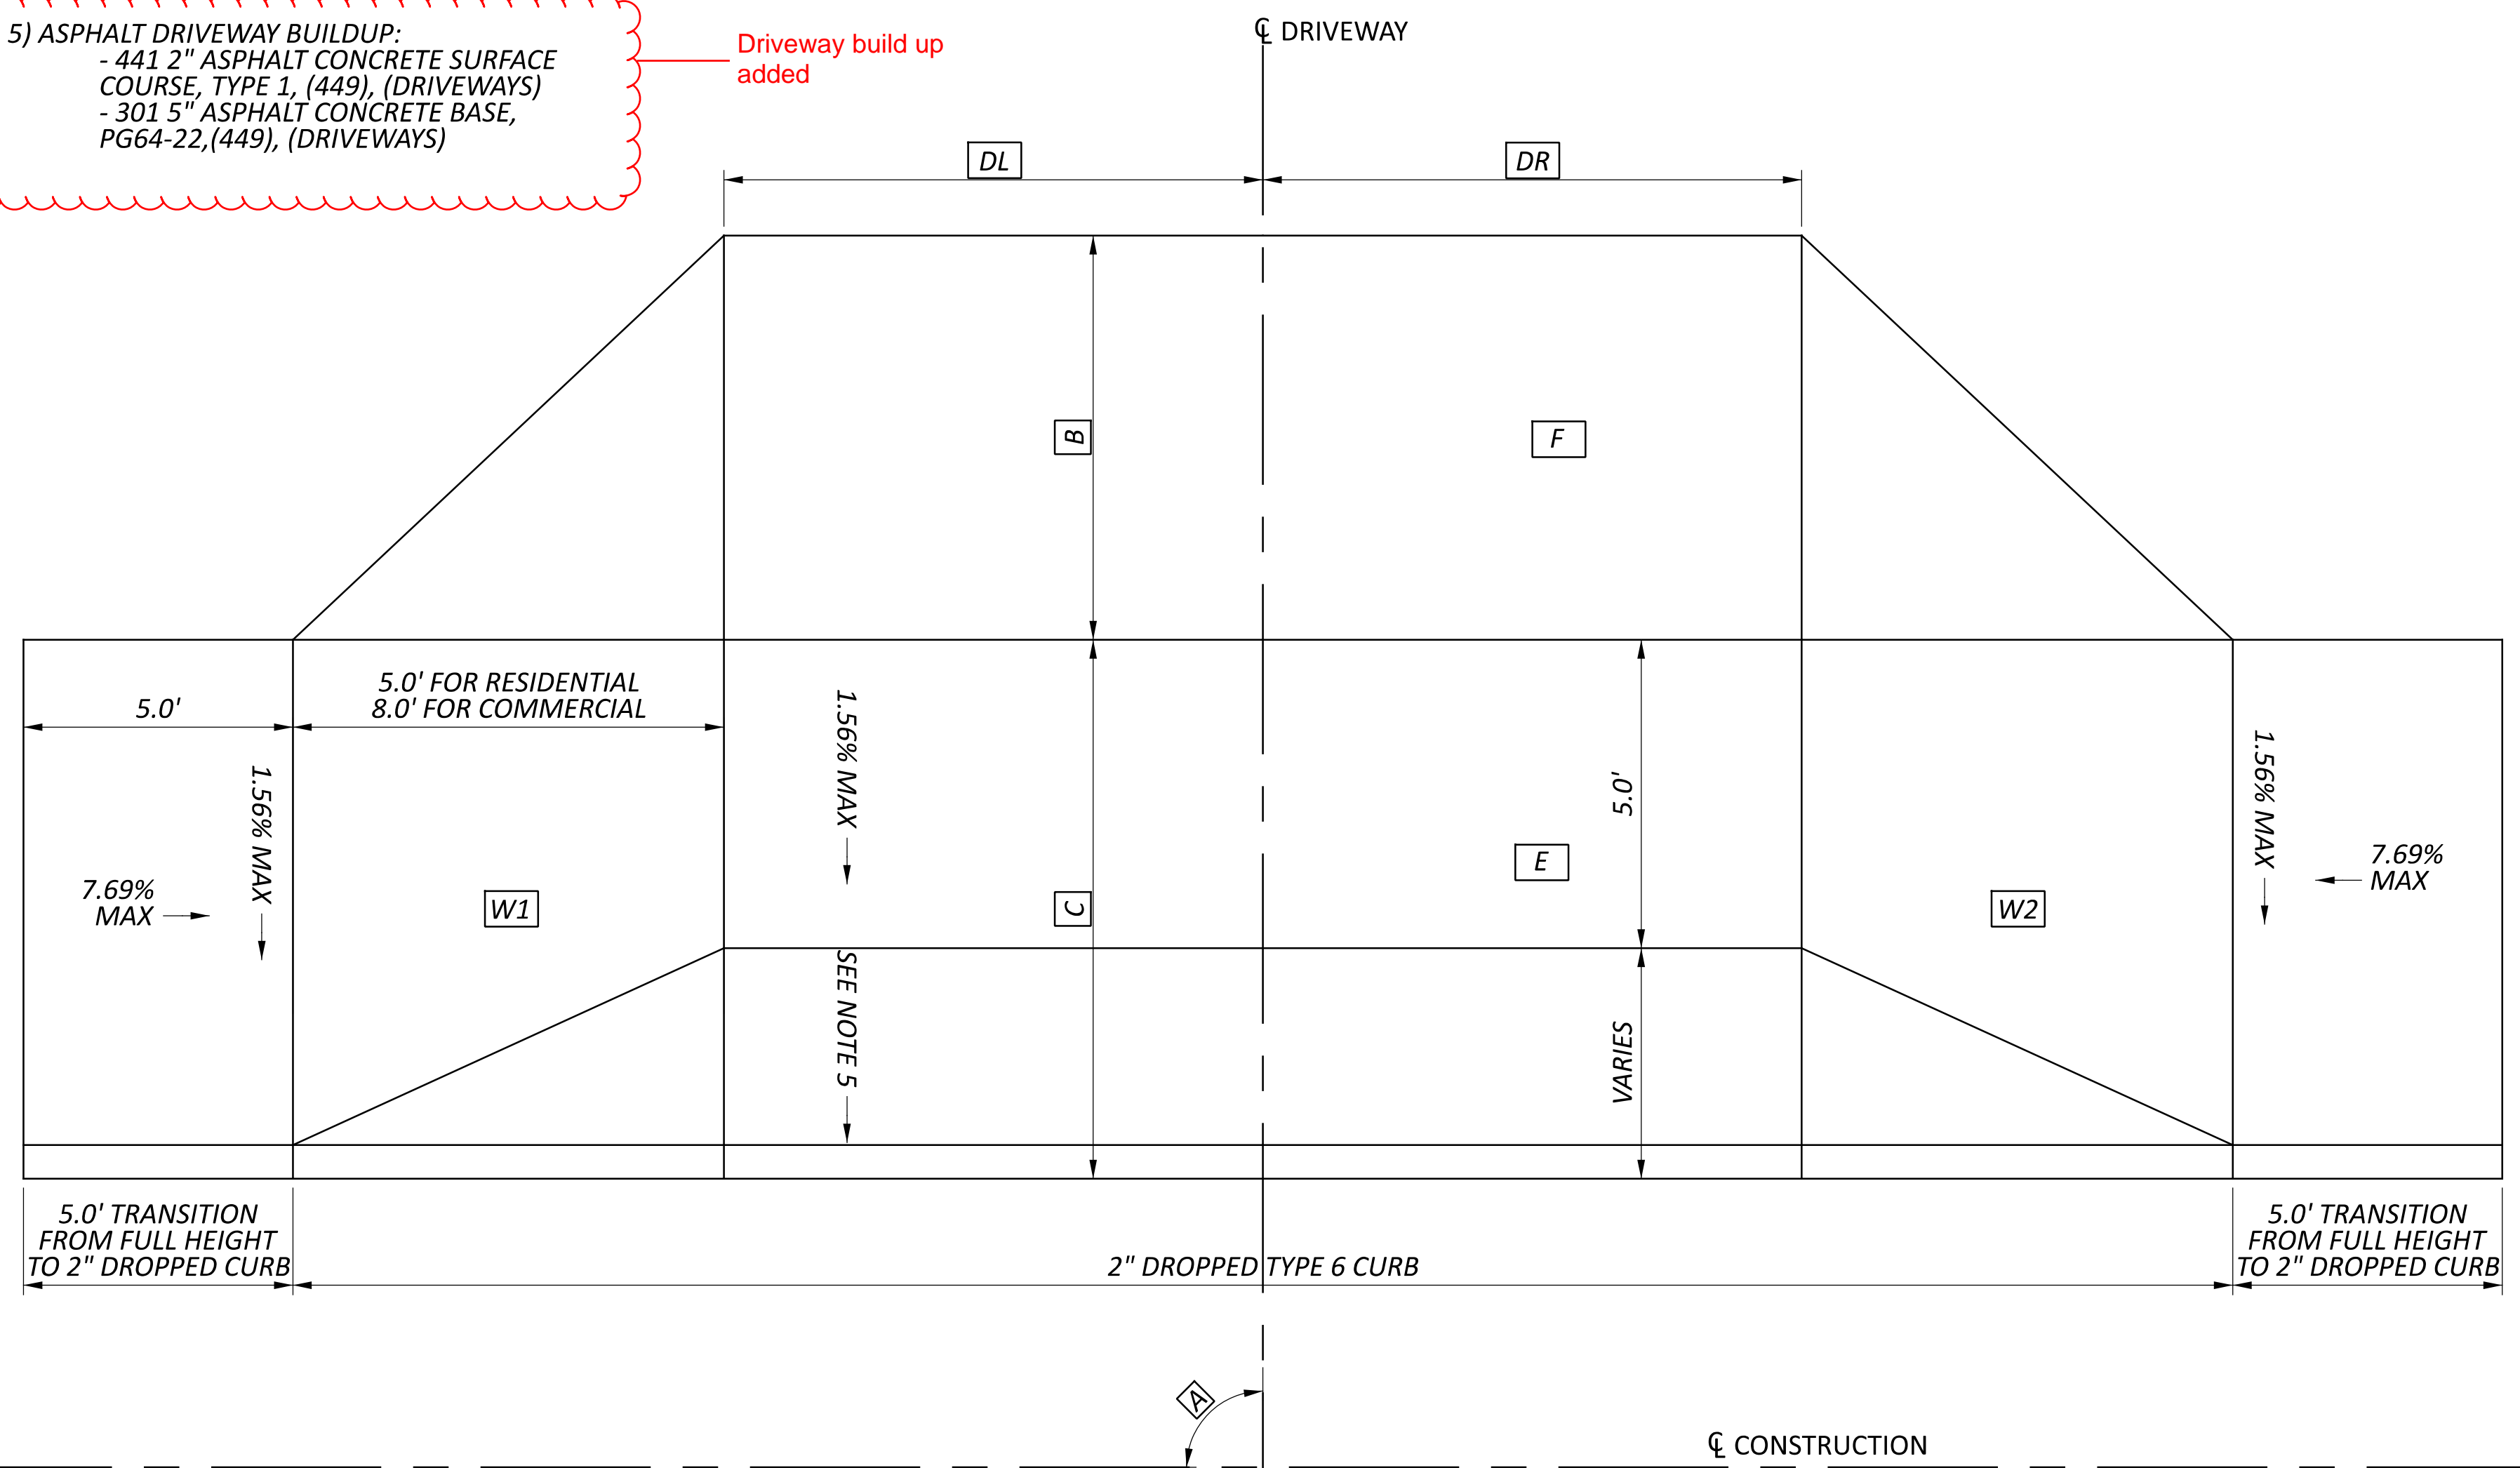 5) ASPHALT DRIVEWAY BUILDUP:
- 441 2" ASPHALT CONCRETE SURFACE
COURSE, TYPE 1, (449), (DRIVEWAYS)
- 301 5" ASPHALT CONCRETE BASE,
PG64-22,(449), (DRIVEWAYS)
Driveway build up
added
℄ DRIVEWAY
DL
DR
B
F
5.0'
5.0' FOR RESIDENTIAL
8.0' FOR COMMERCIAL
1.56% MAX
1.56% MAX
5.0'
1.56% MAX
7.69%
MAX
W1
C
E
W2
7.69%
MAX
SEE NOTE 5
VARIES
5.0' TRANSITION
FROM FULL HEIGHT
TO 2" DROPPED CURB
2" DROPPED TYPE 6 CURB
5.0' TRANSITION
FROM FULL HEIGHT
TO 2" DROPPED CURB
A
℄ CONSTRUCTION